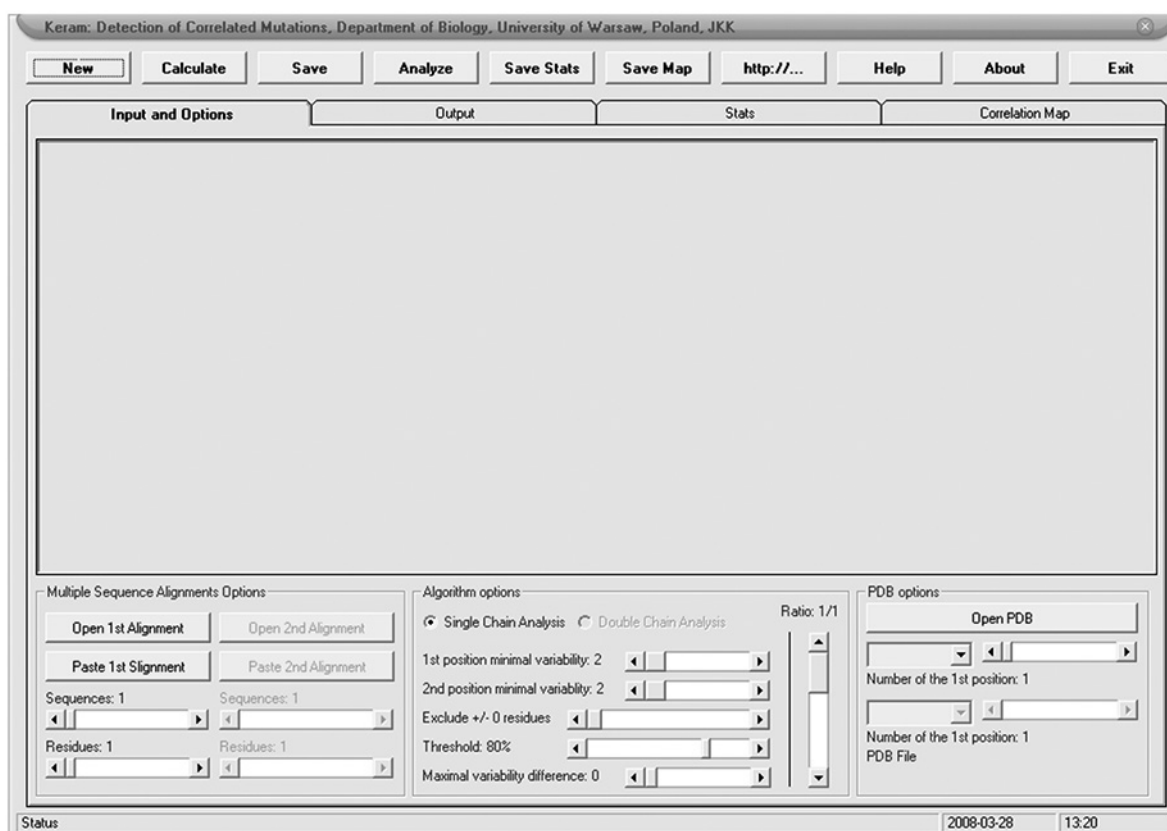 Keram: Detection of Correlated Mutations, Department of Biology, University of Warsaw, Poland, JKK
New Calculate Save Analyze Save Stats Save Map http://... Help About Exit
Input and Options Output Stats Correlation Map
Multiple Sequence Alignments Options
Open 1st Alignment Open 2nd Alignment
Paste 1st Slignment Paste 2nd Alignment
Sequences: 1 Sequences: 1
Residues: 1 Residues: 1
Algorithm options
Single Chain Analysis Double Chain Analysis
Ratio: 1/1
1st position minimal variability: 2
2nd position minimal variablity: 2
Exclude +/- 0 residues
Threshold: 80%
Maximal variability difference: 0
PDB options
Open PDB
Number of the 1st position: 1
Number of the 1st position: 1
PDB File
Status 2008-03-28 13:20